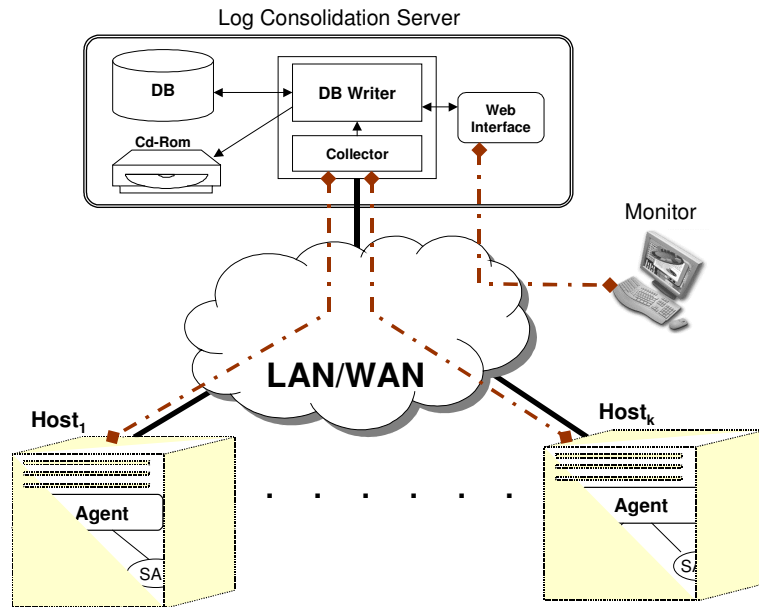 Log Consolidation Server
DB
DB Writer
Web
Interface
Cd-Rom
Collector
Monitor
LAN/WAN
Host1
Hostk
Agent
Agent
SA
SA